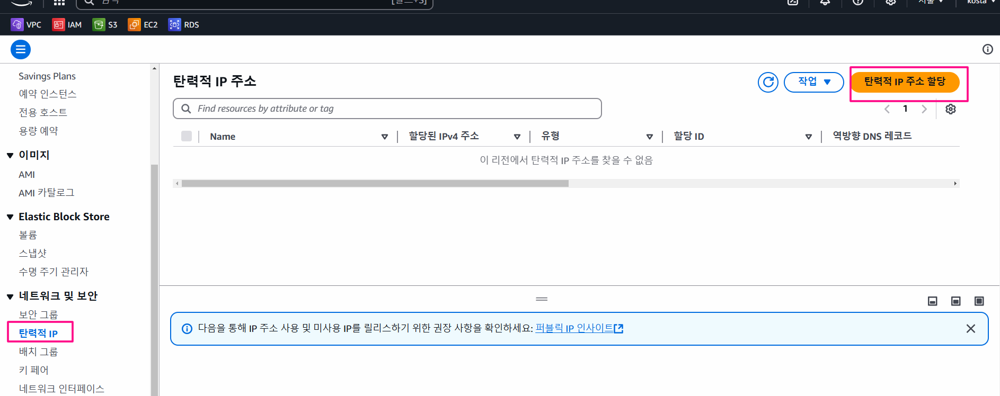 [알트+S]
서울
kosta
VPC
IAM
S3
EC2
RDS
Savings Plans
예약 인스턴스
전용 호스트
용량 예약
이미지
AMI
AMI 카탈로그
Elastic Block Store
볼륨
스냅샷
수명 주기 관리자
네트워크 및 보안
보안 그룹
탄력적 IP
배치 그룹
키 페어
네트워크 인터페이스
탄력적 IP 주소
작업
탄력적 IP 주소 할당
Find resources by attribute or tag
1
Name
할당된 IPv4 주소
유형
할당 ID
역방향 DNS 레코드
이 리전에서 탄력적 IP 주소를 찾을 수 없음
다음을 통해 IP 주소 사용 및 미사용 IP를 릴리스하기 위한 권장 사항을 확인하세요: 퍼블릭 IP 인사이트